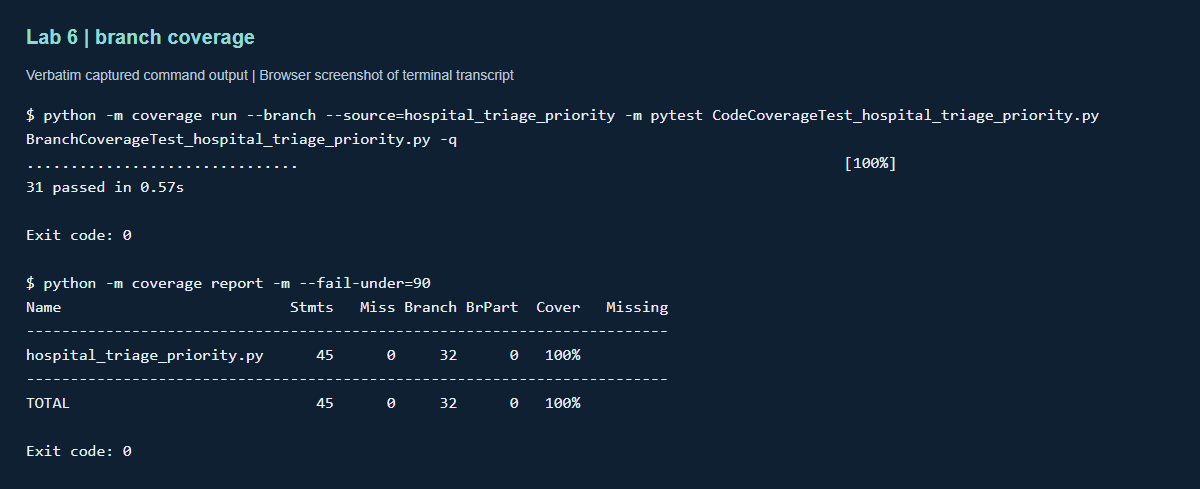 Lab 6 | branch coverage
Verbatim captured command output | Browser screenshot of terminal transcript
$ python -m coverage run --branch --source=hospital_triage_priority -m pytest CodeCoverageTest_hospital_triage_priority.py
BranchCoverageTest_hospital_triage_priority.py -q
............................... [100%]
31 passed in 0.57s
Exit code: 0
$ python -m coverage report -m --fail-under=90
Name Stmts Miss Branch BrPart Cover Missing
-------------------------------------------------------------------------
hospital_triage_priority.py 45 0 32 0 100%
-------------------------------------------------------------------------
TOTAL 45 0 32 0 100%
Exit code: 0